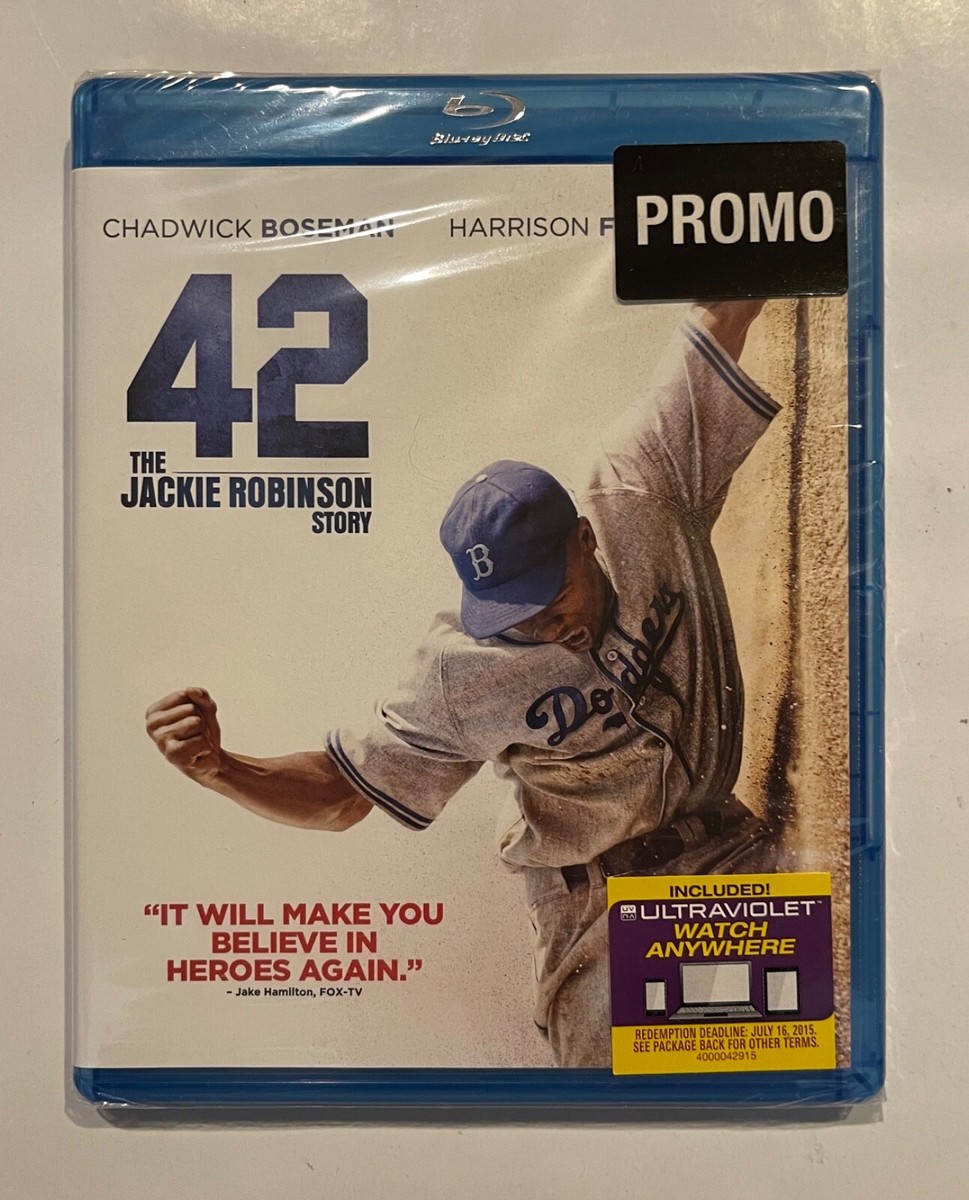 Blu-ray Disc
CHADWICK BOSEMAN
HARRISON F
PROMO
42
THE
JACKIE ROBINSON
STORY
B
Dodgers
“IT WILL MAKE YOU
BELIEVE IN
HEROES AGAIN.”
– Jake Hamilton, FOX-TV
INCLUDED!
UV ULTRAVIOLET™
WATCH
ANYWHERE
REDEMPTION DEADLINE: JULY 16, 2015.
SEE PACKAGE BACK FOR OTHER TERMS.
4000042915